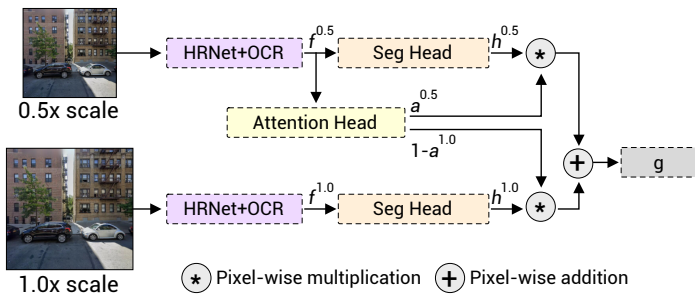 HRNet+OCR f^0.5 Seg Head h^0.5 *
0.5x scale
Attention Head a^0.5
1-a^1.0
+ g
HRNet+OCR f^1.0 Seg Head h^1.0 *
1.0x scale
* Pixel-wise multiplication + Pixel-wise addition